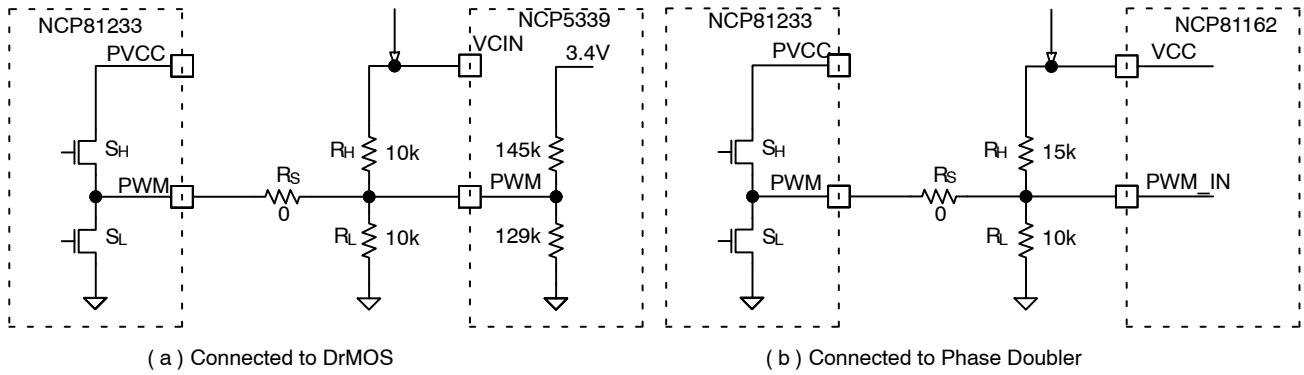 NCP81233
NCP5339
PVCC
VCIN
3.4V
SH
RH
10k
145k
PWM
RS
0
PWM
SL
RL
10k
129k
( a ) Connected to DrMOS
NCP81233
NCP81162
PVCC
VCC
SH
RH
15k
PWM
RS
0
PWM_IN
SL
RL
10k
( b ) Connected to Phase Doubler